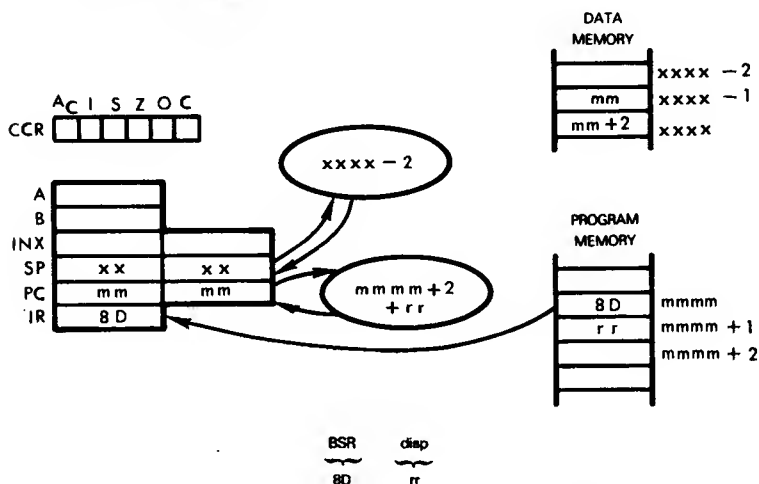 DATA
MEMORY
xxxx - 2
mm xxxx - 1
mm + 2 xxxx
AC I S Z O C
CCR
xxxx - 2
A
B
INX
SP xx xx
PC mm mm
IR 8D
mmmm + 2
+ rr
PROGRAM
MEMORY
8D mmmm
rr mmmm + 1
mmmm + 2
BSR disp
8D rr